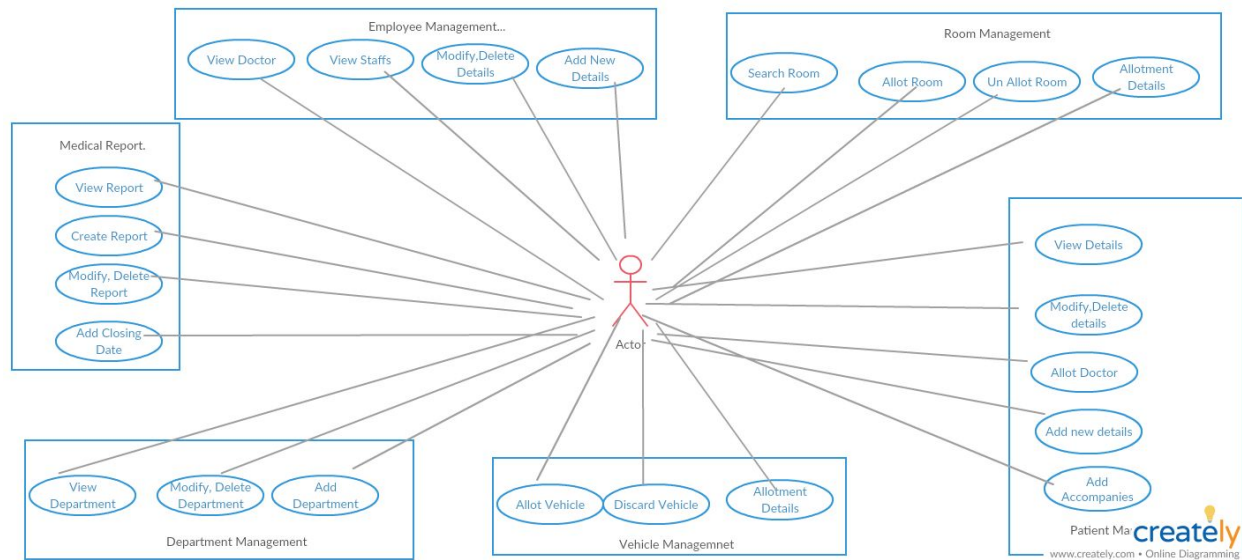 Employee Management...
View Doctor
View Staffs
Modify,Delete
Details
Add New
Details
Room Management
Search Room
Allot Room
Un Allot Room
Allotment
Details
Medical Report.
View Report
Create Report
Modify, Delete
Report
Add Closing
Date
Actor
View Details
Modify,Delete
details
Allot Doctor
Add new details
Add
Accompanies
Patient Ma
View
Department
Modify, Delete
Department
Add
Department
Department Management
Allot Vehicle
Discard Vehicle
Allotment
Details
Vehicle Managemnet
creately
www.creately.com • Online Diagramming